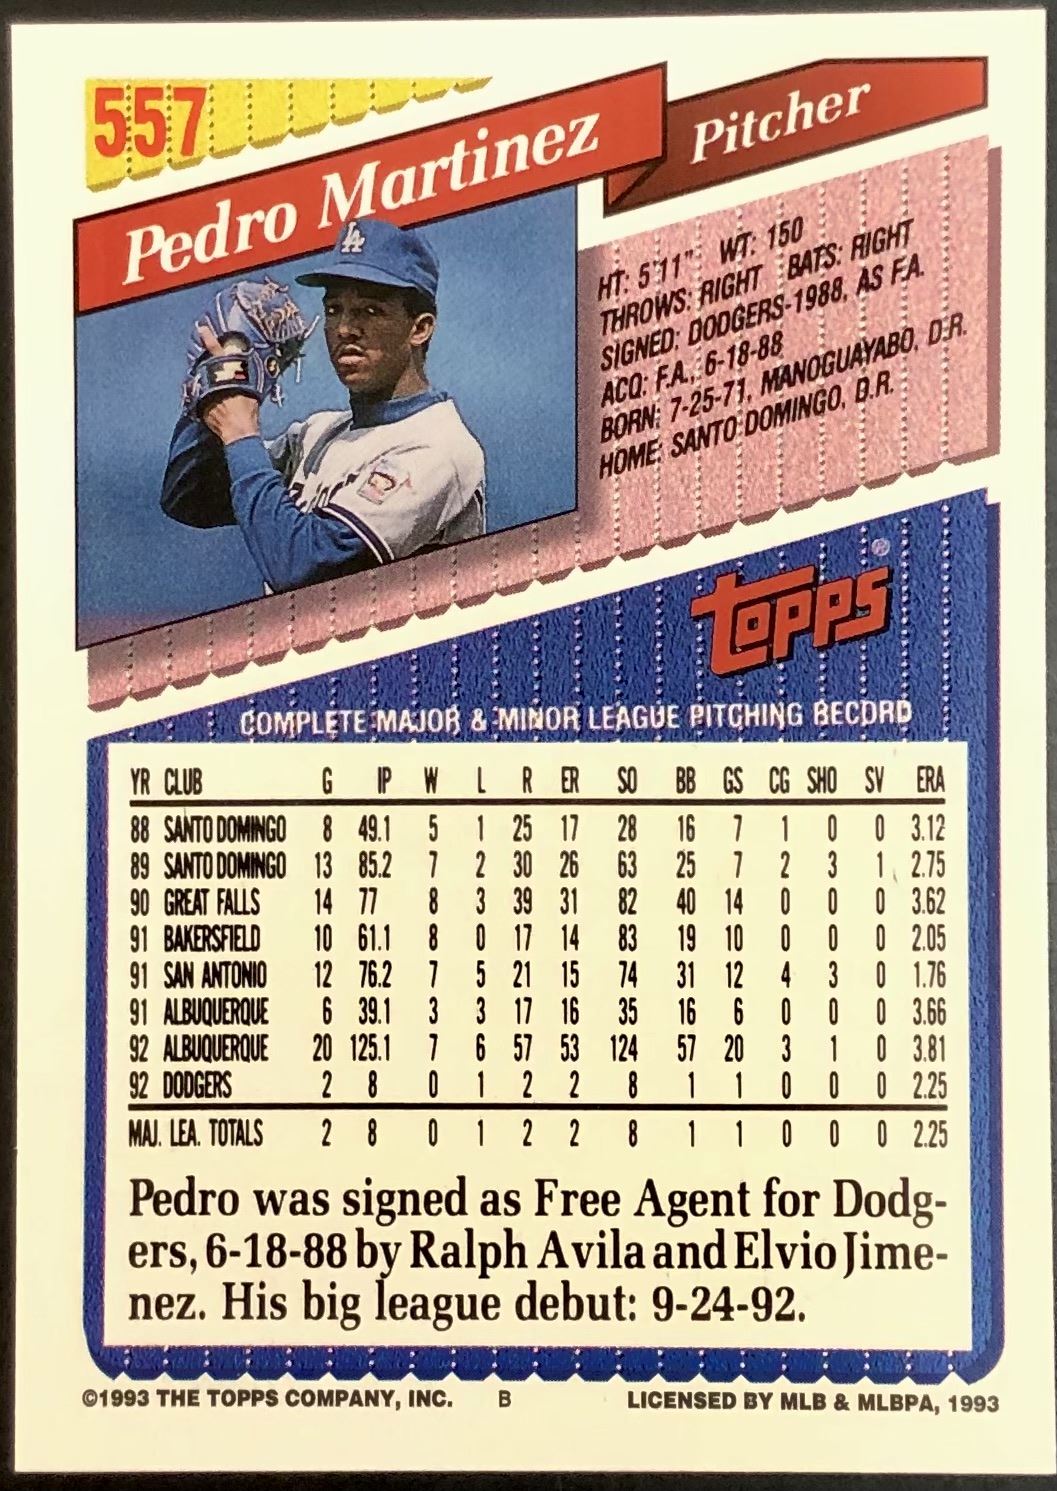 557
Pedro Martinez
Pitcher
LA
HT: 5'11" WT: 150
THROWS: RIGHT BATS: RIGHT
SIGNED: DODGERS-1988, AS F.A.
ACQ: F.A., 6-18-88
BORN: 7-25-71, MANOGUAYABO, D.R.
HOME: SANTO DOMINGO, D.R.
TOPPS
COMPLETE MAJOR & MINOR LEAGUE PITCHING RECORD
YR CLUB G IP W L R ER SO BB GS CG SHO SV ERA
88 SANTO DOMINGO 8 49.1 5 1 25 17 28 16 7 1 0 0 3.12
89 SANTO DOMINGO 13 85.2 7 2 30 26 63 25 7 2 3 1 2.75
90 GREAT FALLS 14 77 8 3 39 31 82 40 14 0 0 0 3.62
91 BAKERSFIELD 10 61.1 8 0 17 14 83 19 10 0 0 0 2.05
91 SAN ANTONIO 12 76.2 7 5 21 15 74 31 12 4 3 0 1.76
91 ALBUQUERQUE 6 39.1 3 3 17 16 35 16 6 0 0 0 3.66
92 ALBUQUERQUE 20 125.1 7 6 57 53 124 57 20 3 1 0 3.81
92 DODGERS 2 8 0 1 2 2 8 1 1 0 0 0 2.25
MAJ. LEA. TOTALS 2 8 0 1 2 2 8 1 1 0 0 0 2.25
Pedro was signed as Free Agent for Dodg-
ers, 6-18-88 by Ralph Avila and Elvio Jime-
nez. His big league debut: 9-24-92.
©1993 THE TOPPS COMPANY, INC. B LICENSED BY MLB & MLBPA, 1993